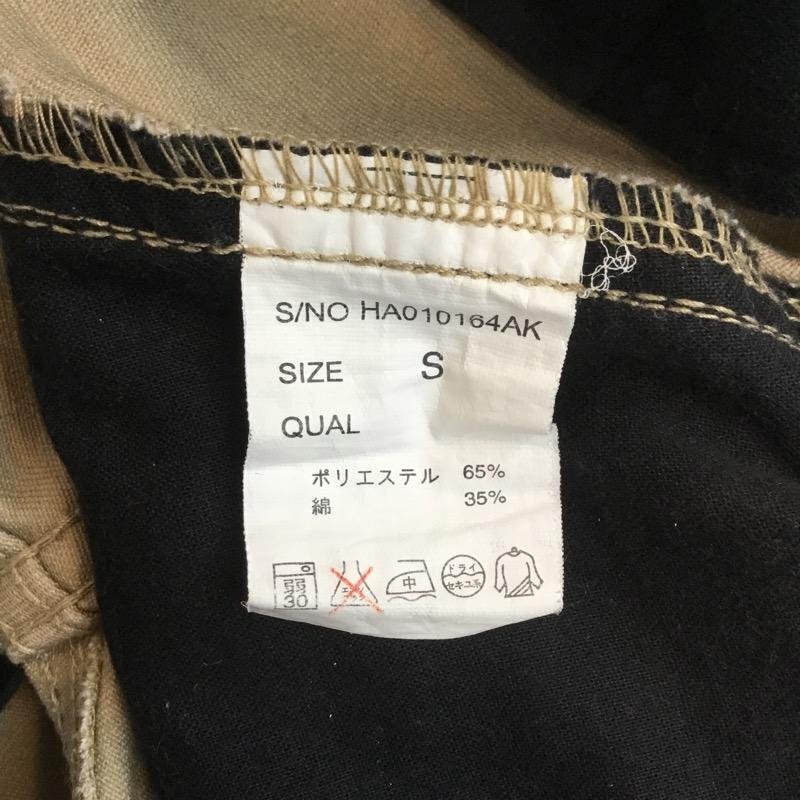 S/NO HA010164AK
SIZE S
QUAL
ポリエステル 65%
綿 35%
弱
30
中
ドライ
セキユ系